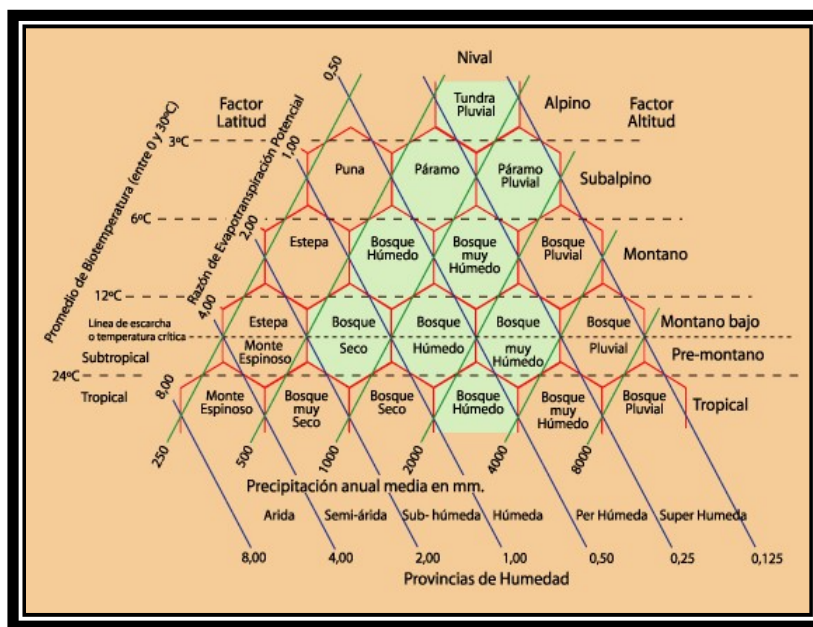 Nival
0,50
Factor
Latitud
Tundra
Pluvial
Alpino
Factor
Altitud
Promedio de Biotemperatura (entre 0 y 30ºC)
Razón de Evapotranspiración Potencial
3ºC
1,00
Puna
Páramo
Páramo
Pluvial
Subalpino
6ºC
2,00
Estepa
Bosque
Húmedo
Bosque
muy
Húmedo
Bosque
Pluvial
Montano
12ºC
4,00
Línea de escarcha
o temperatura crítica
Estepa
Bosque
Bosque
Bosque
Bosque
Montano bajo
Subtropical
Monte
Espinoso
Seco
Húmedo
muy
Húmedo
Pluvial
Pre-montano
24ºC
8,00
Tropical
Monte
Espinoso
Bosque
muy
Seco
Bosque
Seco
Bosque
Húmedo
Bosque
muy
Húmedo
Bosque
Pluvial
Tropical
250
500
1000
2000
4000
8000
Precipitación anual media en mm.
Arida
Semi-árida
Sub- húmeda
Húmeda
Per Húmeda
Super Humeda
8,00
4,00
2,00
1,00
0,50
0,25
0,125
Provincias de Humedad